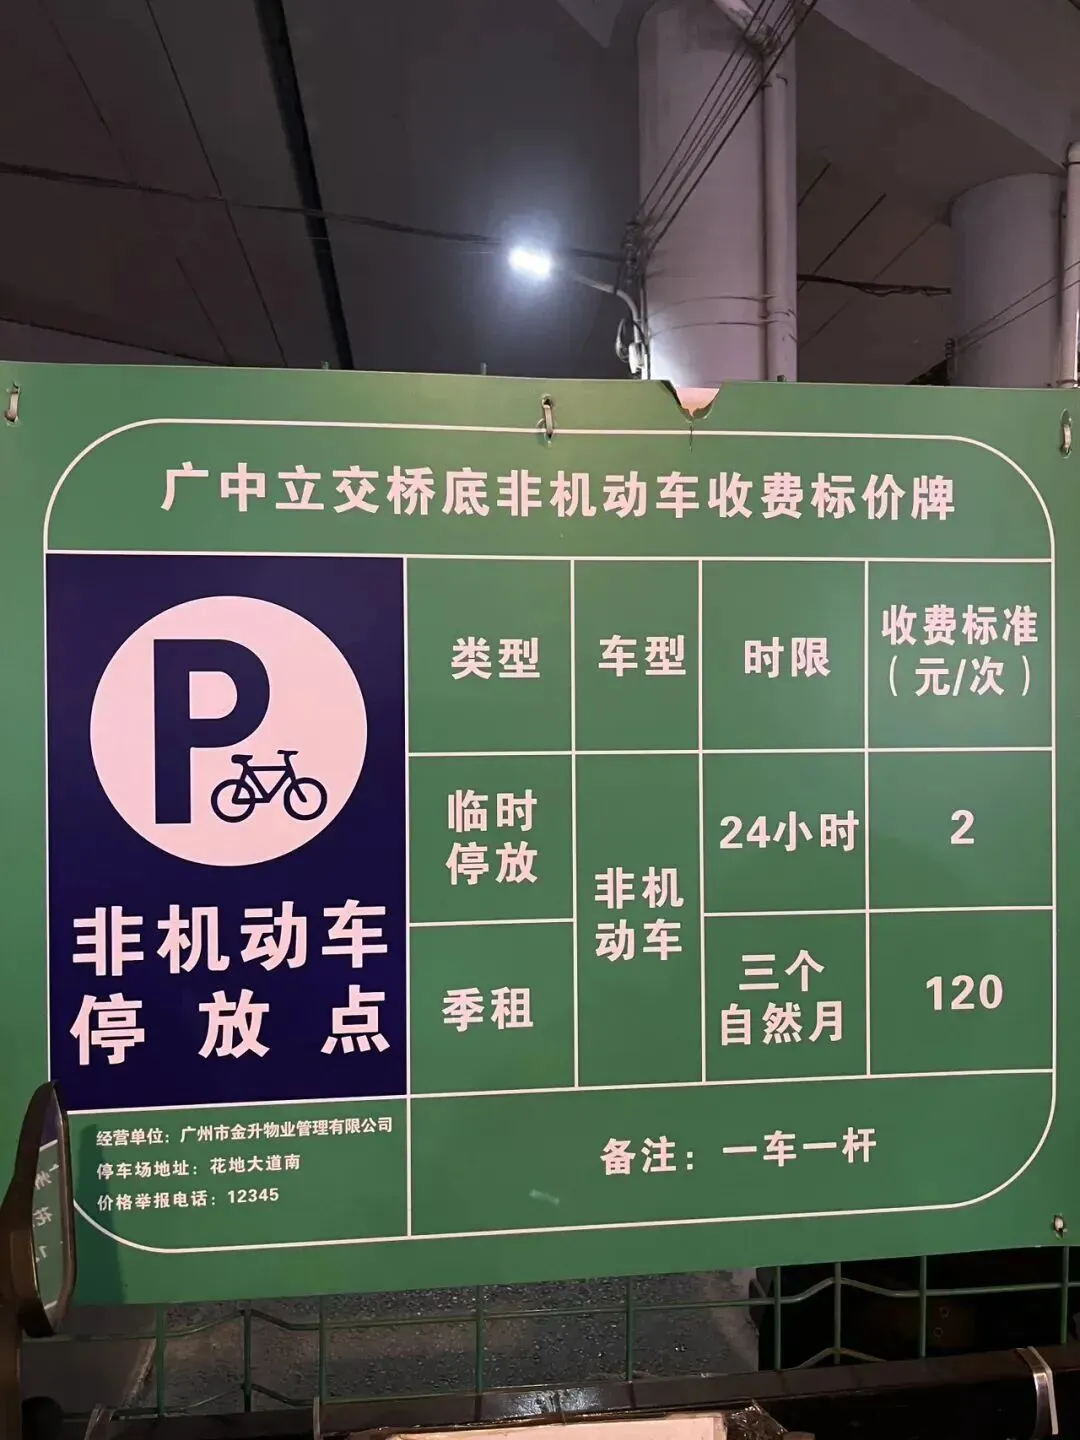 广中立交桥底非机动车收费标价牌
P
非机动车
停放点
类型
车型
时限
收费标准
（元/次）
临时
停放
非机
动车
24小时
2
季租
三个
自然月
120
经营单位：广州市金升物业管理有限公司
停车场地址：花地大道南
价格举报电话：12345
备注：一车一杆